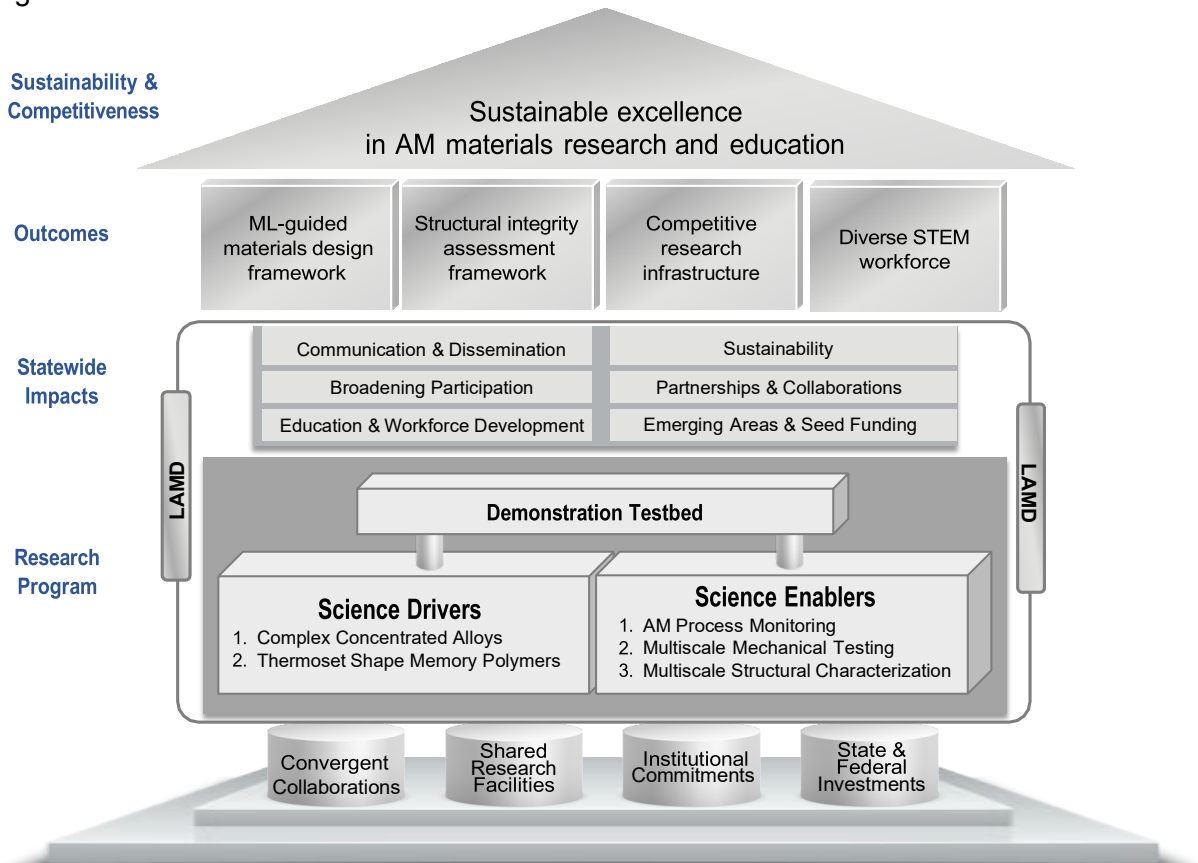 g
Sustainability &
Competitiveness
Sustainable excellence
in AM materials research and education
Outcomes
ML-guided
materials design
framework
Structural integrity
assessment
framework
Competitive
research
infrastructure
Diverse STEM
workforce
Statewide
Impacts
Communication & Dissemination
Sustainability
Broadening Participation
Partnerships & Collaborations
Education & Workforce Development
Emerging Areas & Seed Funding
LAMD
LAMD
Research
Program
Demonstration Testbed
Science Drivers
1. Complex Concentrated Alloys
2. Thermoset Shape Memory Polymers
Science Enablers
1. AM Process Monitoring
2. Multiscale Mechanical Testing
3. Multiscale Structural Characterization
Convergent
Collaborations
Shared
Research
Facilities
Institutional
Commitments
State &
Federal
Investments